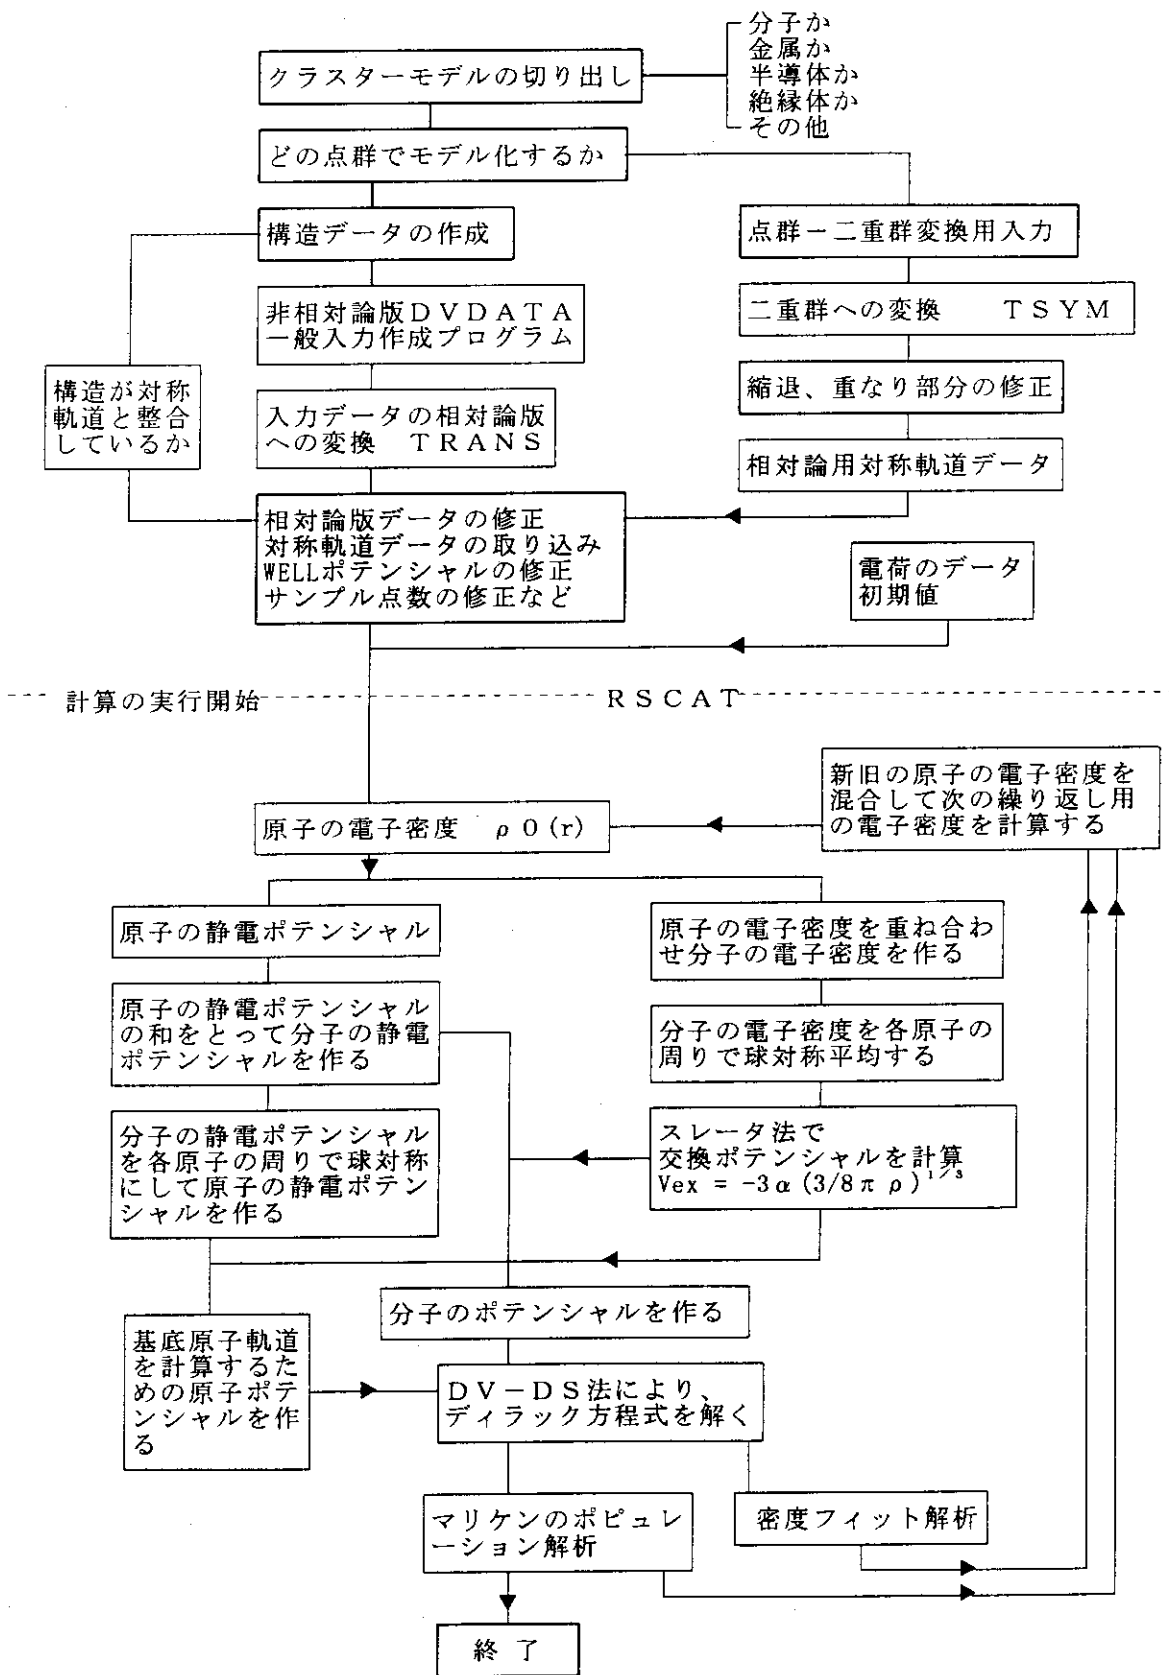 分子か
金属か
半導体か
絶縁体か
その他
クラスターモデルの切り出し
どの点群でモデル化するか
構造データの作成
点群ー二重群変換用入力
非相対論版DVDATA
一般入力作成プログラム
二重群への変換　TSYM
構造が対称
軌道と整合
しているか
入力データの相対論版
への変換　TRANS
縮退、重なり部分の修正
相対論用対称軌道データ
相対論版データの修正
対称軌道データの取り込み
WELLポテンシャルの修正
サンプル点数の修正など
電荷のデータ
初期値
計算の実行開始
RSCAT
新旧の原子の電子密度を
混合して次の繰り返し用
の電子密度を計算する
原子の電子密度　ρ0(r)
原子の静電ポテンシャル
原子の電子密度を重ね合わ
せ分子の電子密度を作る
原子の静電ポテンシャル
の和をとって分子の静電
ポテンシャルを作る
分子の電子密度を各原子の
周りで球対称平均する
分子の静電ポテンシャル
を各原子の周りで球対称
にして原子の静電ポテン
シャルを作る
スレータ法で
交換ポテンシャルを計算
Vex = -3α(3/8πρ)^1/3
分子のポテンシャルを作る
基底原子軌道
を計算するた
めの原子ポテ
ンシャルを作
る
DV-DS法により、
ディラック方程式を解く
マリケンのポピュレ
ーション解析
密度フィット解析
終了